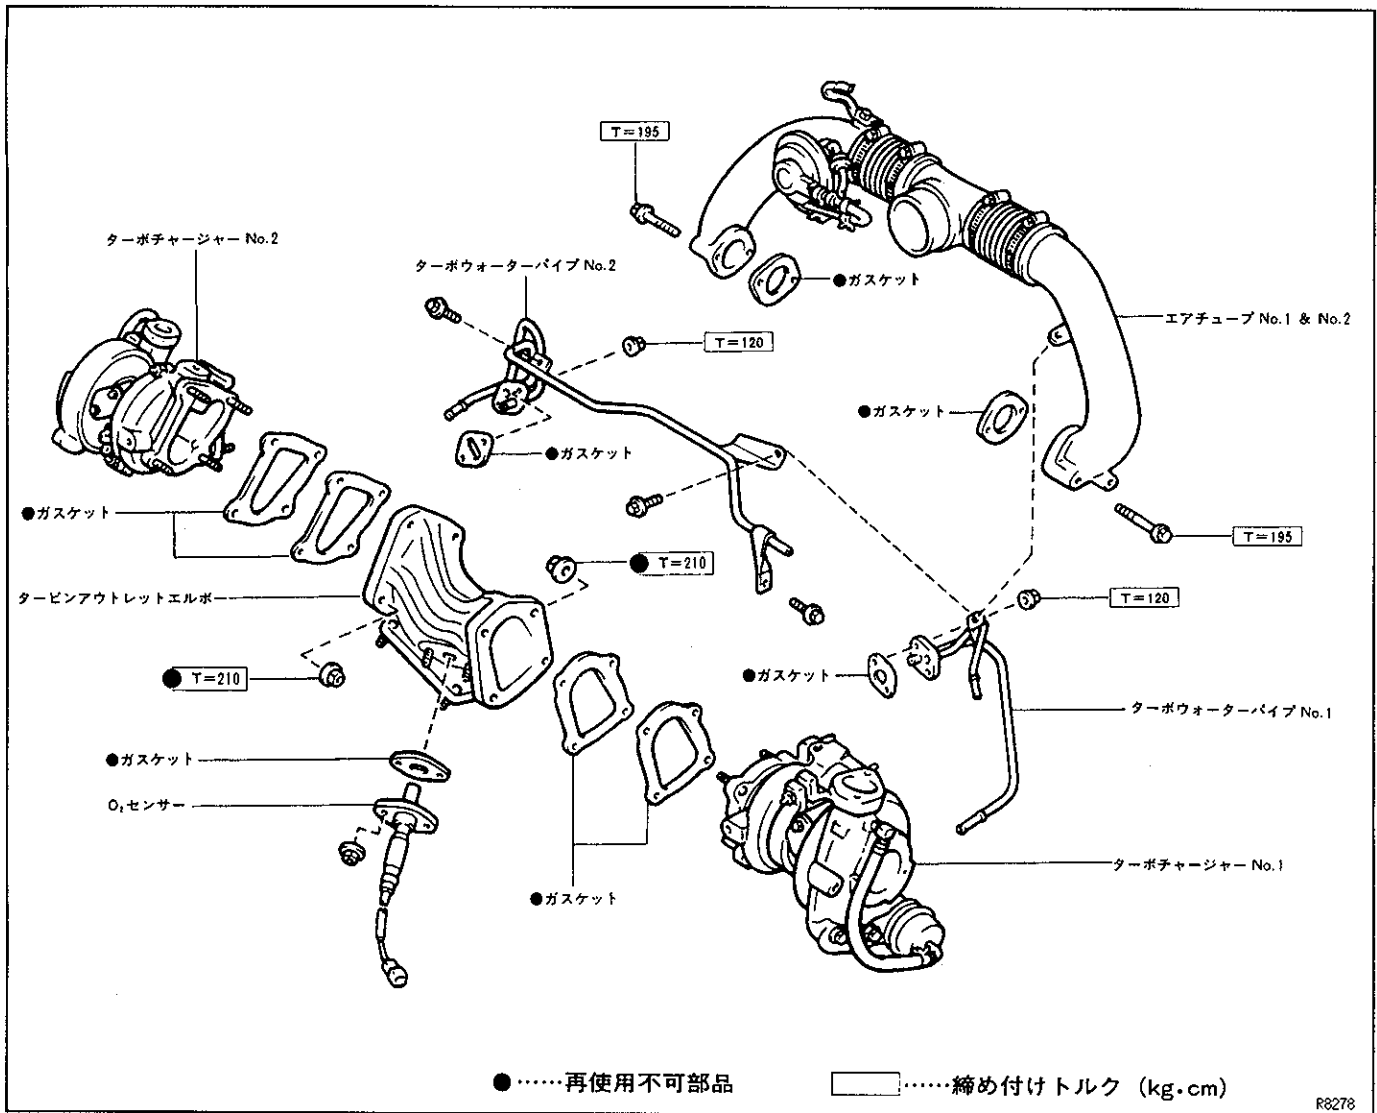 T=195
ターボチャージャー No.2
ターボウォーターパイプ No.2
●ガスケット
エアチューブ No.1 & No.2
T=120
●ガスケット
●ガスケット
●ガスケット
T=195
● T=210
タービンアウトレットエルボ
T=120
● T=210
●ガスケット
ターボウォーターパイプ No.1
●ガスケット
O₂センサー
ターボチャージャー No.1
●ガスケット
●……再使用不可部品
……締め付けトルク (kg・cm)
R8278